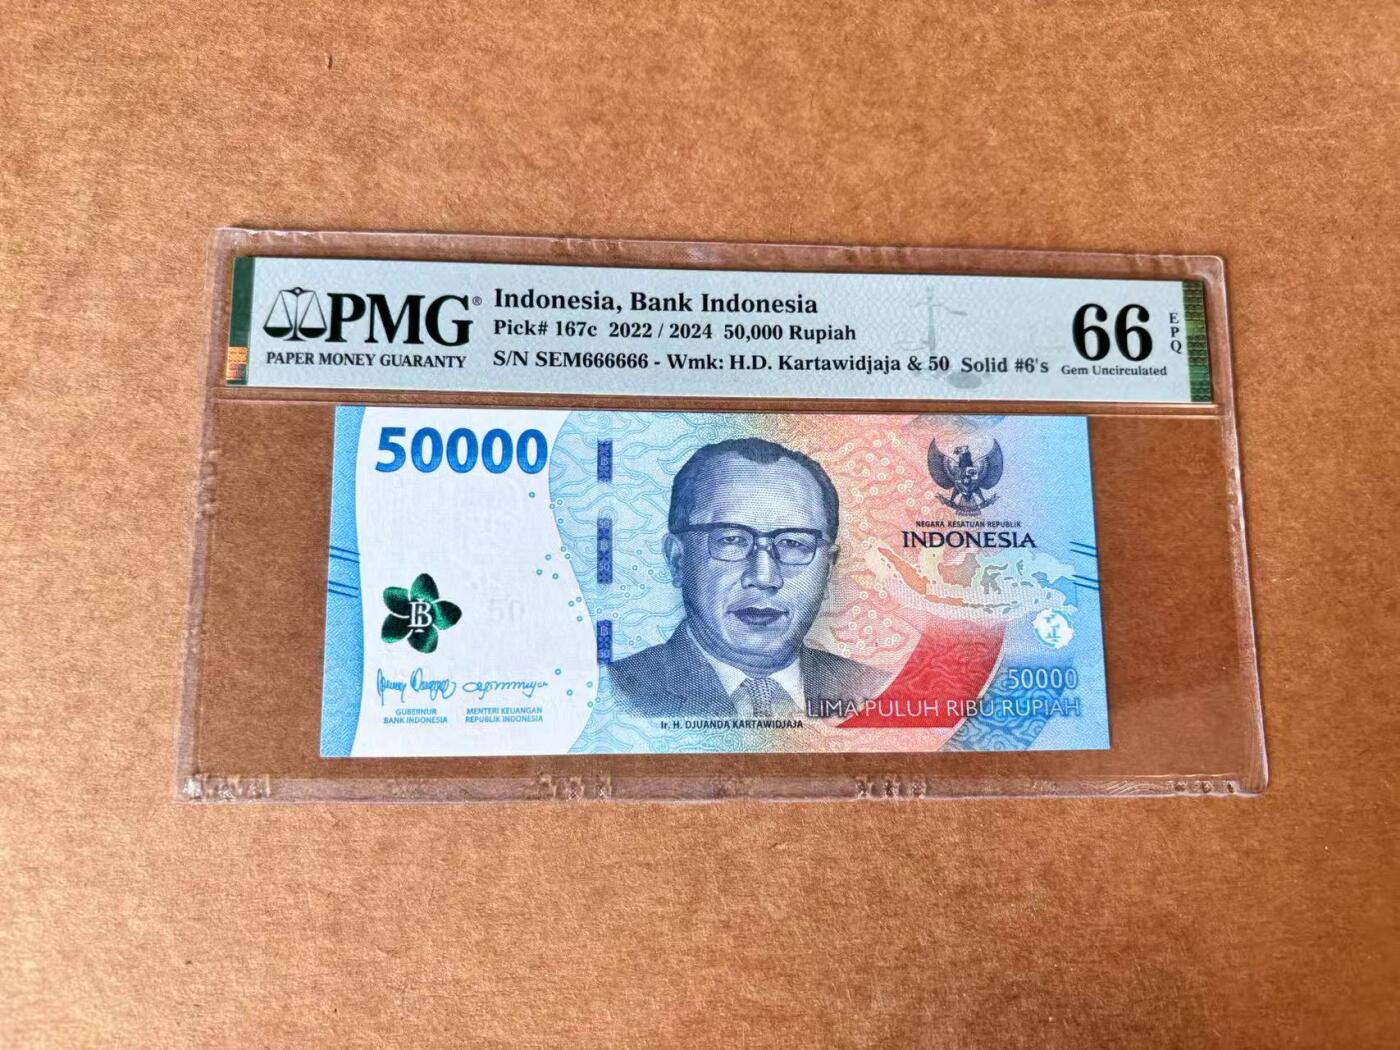 PMG®
PAPER MONEY GUARANTY
Indonesia, Bank Indonesia
Pick# 167c 2022 / 2024 50,000 Rupiah
S/N SEM666666 - Wmk: H.D. Kartawidjaja & 50 Solid #6's
66
EPQ
Gem Uncirculated
50000
NEGARA KESATUAN REPUBLIK
INDONESIA
50
BI
GUBERNUR
BANK INDONESIA
MENTERI KEUANGAN
REPUBLIK INDONESIA
Ir. H. DJUANDA KARTAWIDJAJA
50000
LIMA PULUH RIBU RUPIAH